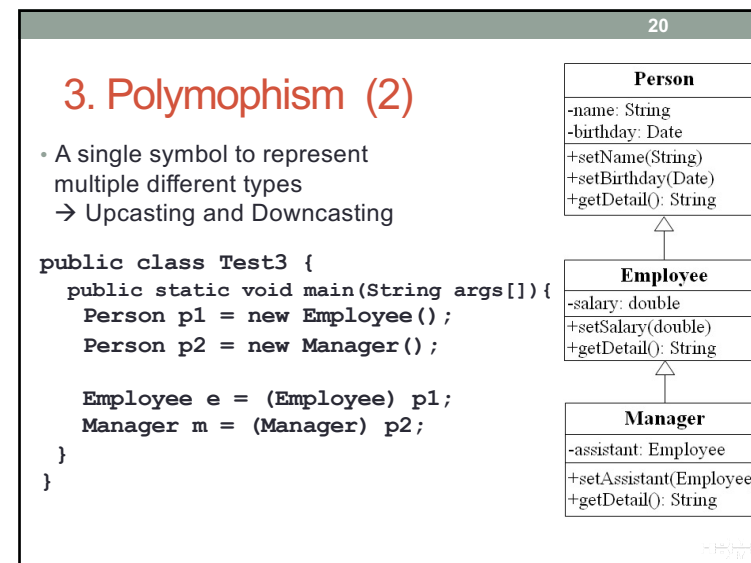 20
3. Polymophism (2)
• A single symbol to represent
multiple different types
→ Upcasting and Downcasting
public class Test3 {
public static void main(String args[]){
Person p1 = new Employee();
Person p2 = new Manager();
Employee e = (Employee) p1;
Manager m = (Manager) p2;
}
}
Person
-name: String
-birthday: Date
+setName(String)
+setBirthday(Date)
+getDetail(): String
Employee
-salary: double
+setSalary(double)
+getDetail(): String
Manager
-assistant: Employee
+setAssistant(Employee
+getDetail(): String